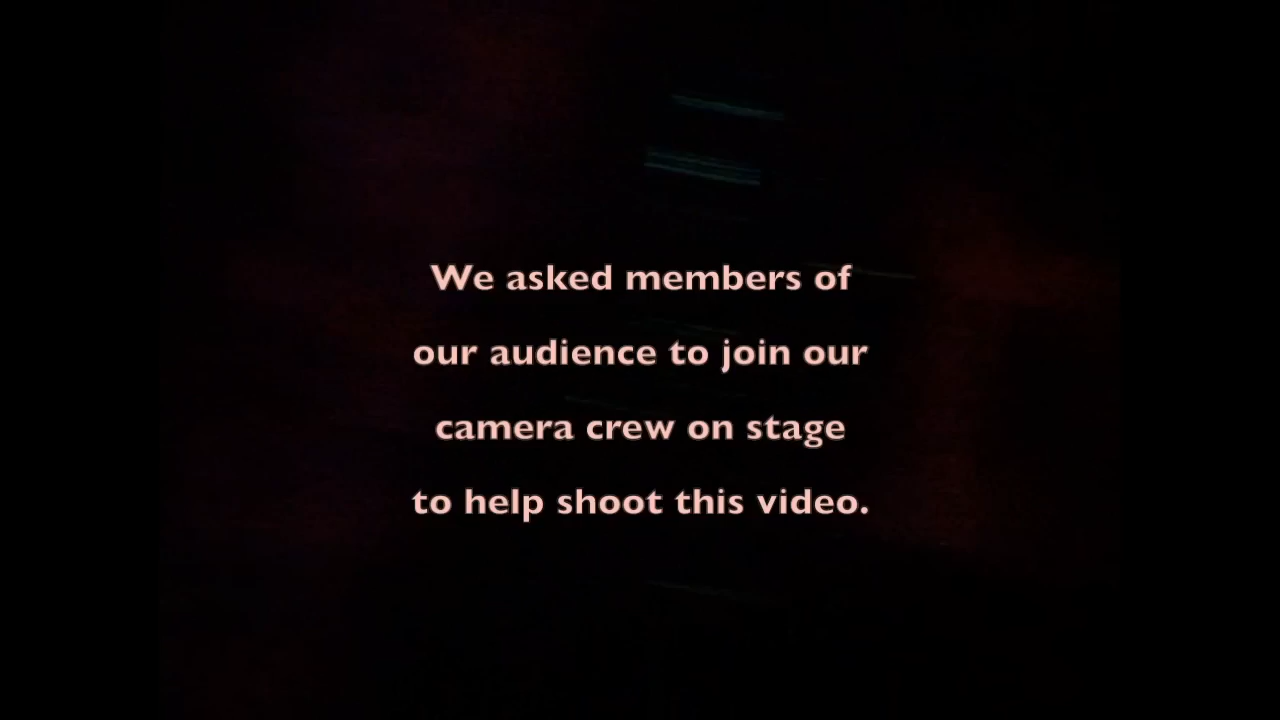 We asked members of
our audience to join our
camera crew on stage
to help shoot this video.